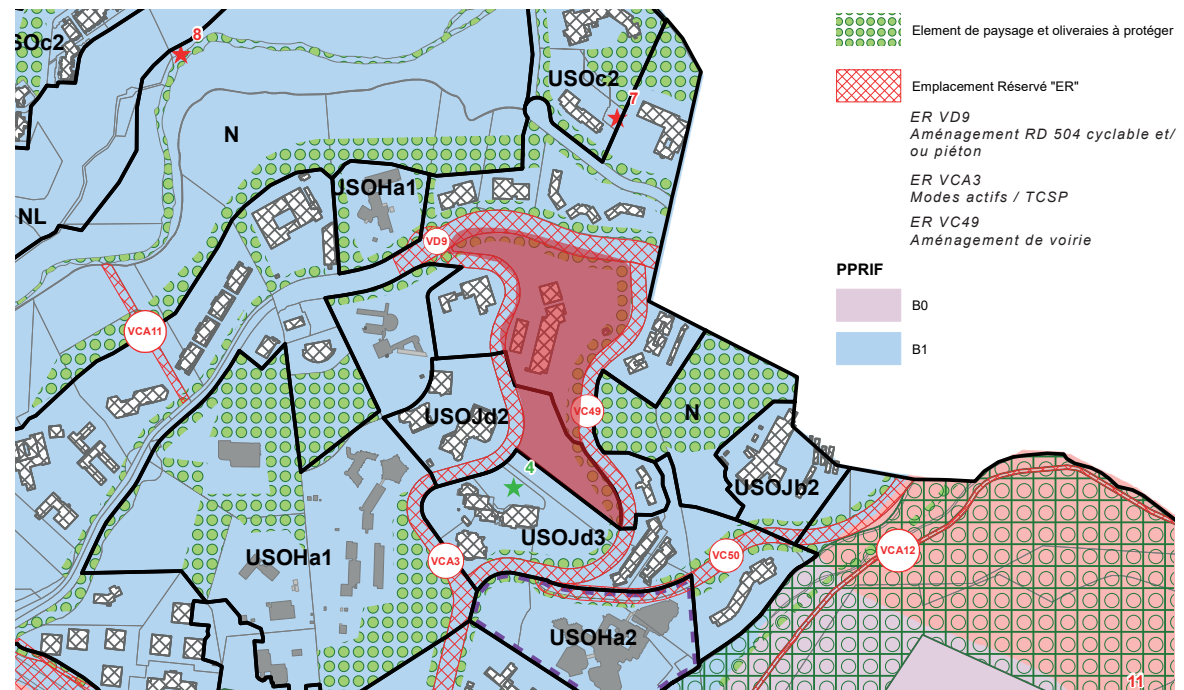 SOc2
8
USOc2
7
N
JSOHa1
NL
VD9
VCA11
USOJd2
VC49
N
4
USOJb2
USOJd3
USOHa1
VCA3
VC50
VCA12
USOHa2
11
Element de paysage et oliveraies à protéger
Emplacement Réservé "ER"
ER VD9
Aménagement RD 504 cyclable et/
ou piéton
ER VCA3
Modes actifs / TCSP
ER VC49
Aménagement de voirie
PPRIF
B0
B1